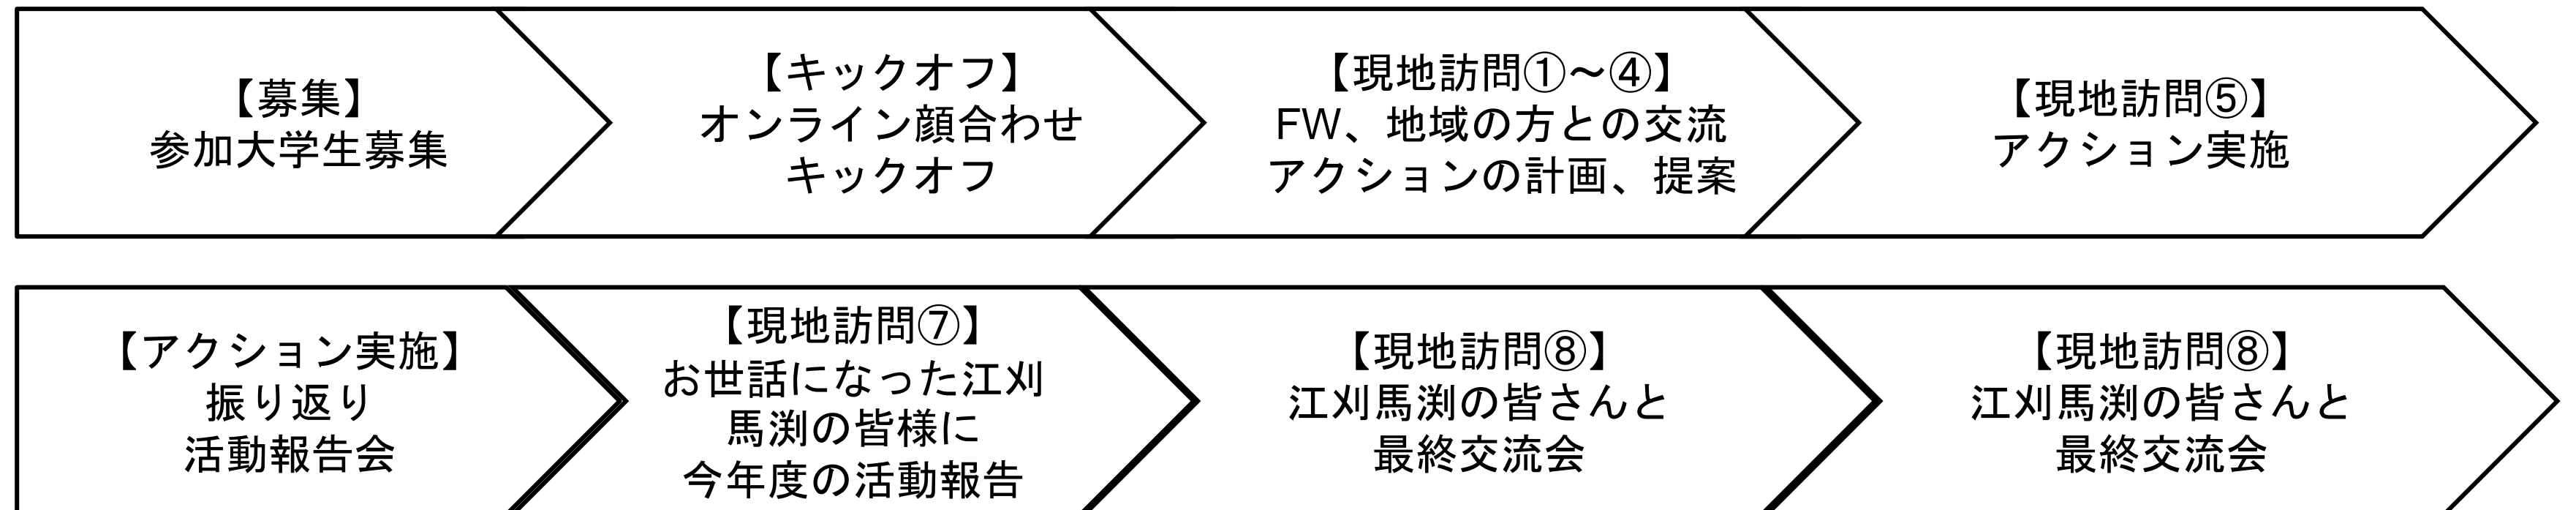 【募集】
参加大学生募集
【キックオフ】
オンライン顔合わせ
キックオフ
【現地訪問①～④】
FW、地域の方との交流
アクションの計画、提案
【現地訪問⑤】
アクション実施
【アクション実施】
振り返り
活動報告会
【現地訪問⑦】
お世話になった江刈
馬渕の皆様に
今年度の活動報告
【現地訪問⑧】
江刈馬渕の皆さんと
最終交流会
【現地訪問⑧】
江刈馬渕の皆さんと
最終交流会